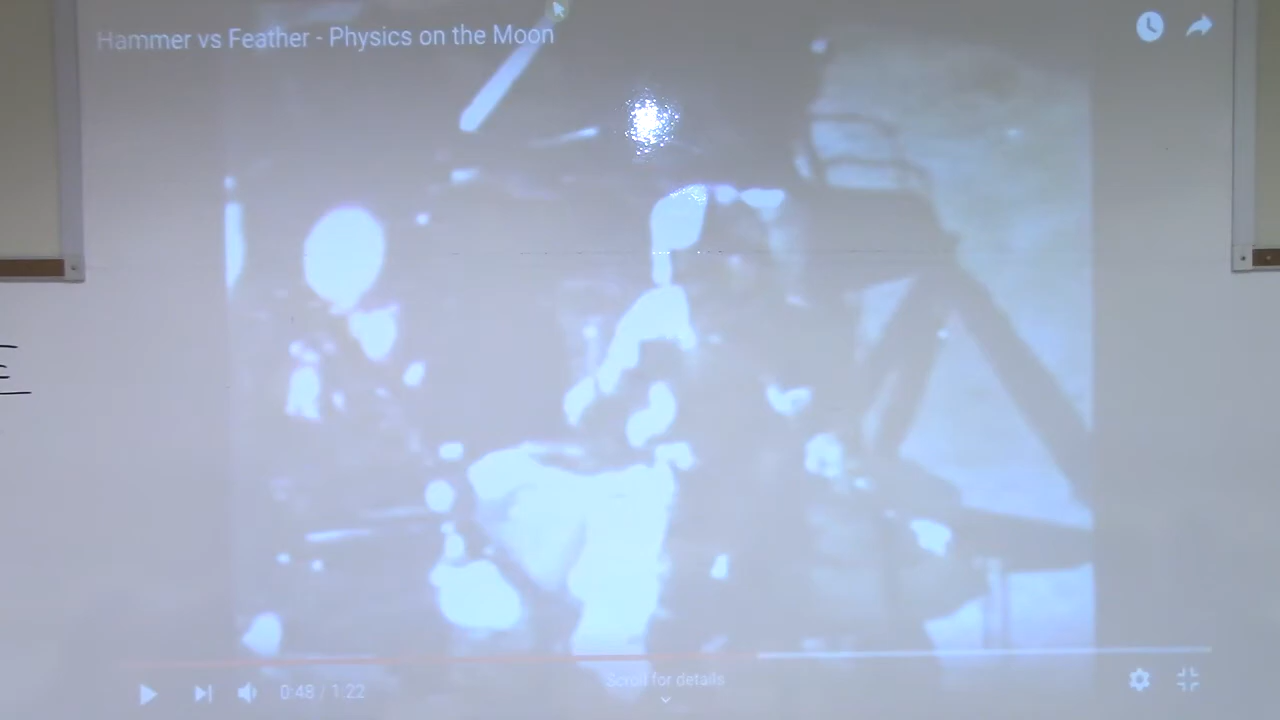 Hammer vs Feather - Physics on the Moon
0:48 / 1:22
Scroll for details